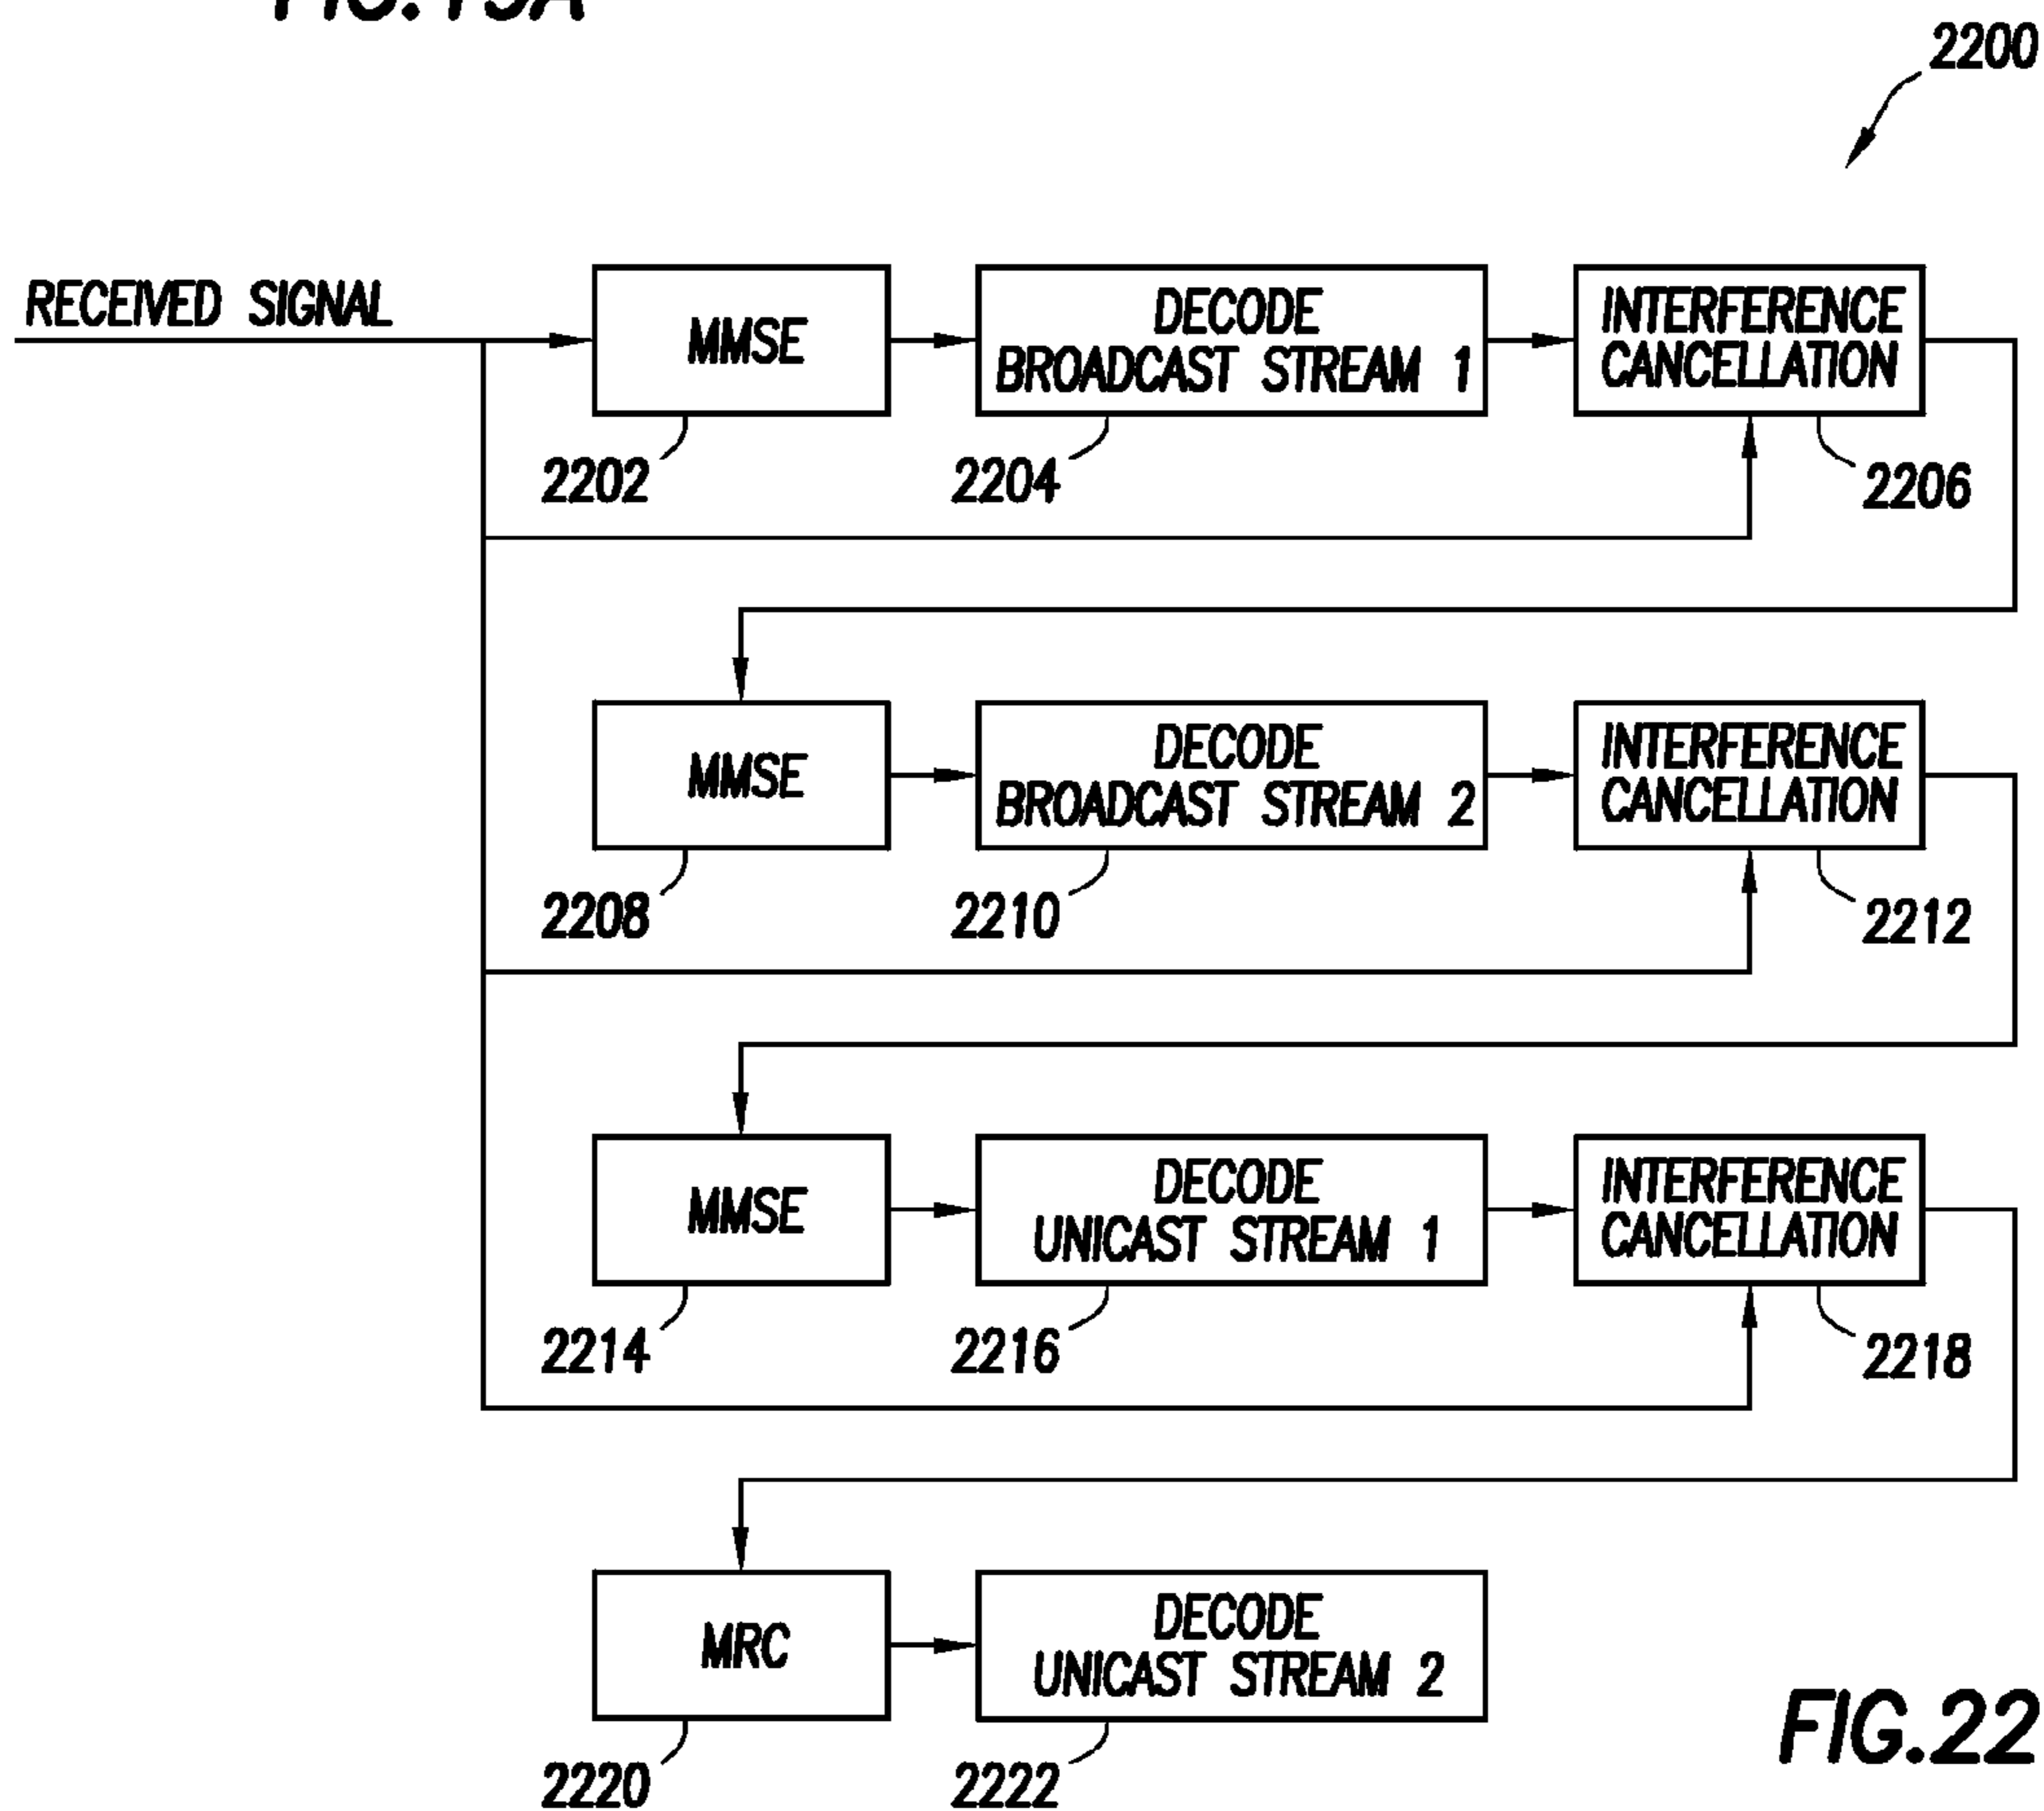 2200
RECEIVED SIGNAL
MMSE
DECODE
BROADCAST STREAM 1
INTERFERENCE
CANCELLATION
2202
2204
2206
MMSE
DECODE
BROADCAST STREAM 2
INTERFERENCE
CANCELLATION
2208
2210
2212
MMSE
DECODE
UNICAST STREAM 1
INTERFERENCE
CANCELLATION
2214
2216
2218
MRC
DECODE
UNICAST STREAM 2
2220
2222
FIG.22